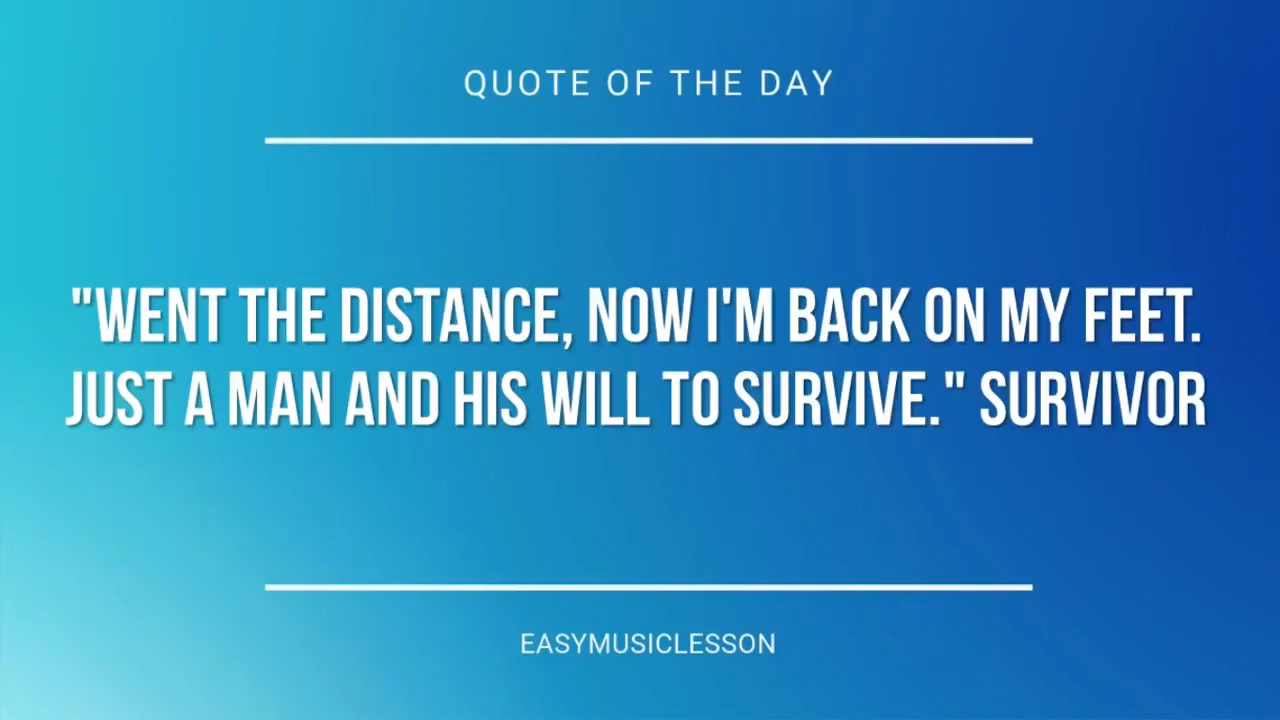 QUOTE OF THE DAY
"WENT THE DISTANCE, NOW I'M BACK ON MY FEET.
JUST A MAN AND HIS WILL TO SURVIVE." SURVIVOR
EASYMUSICLESSON